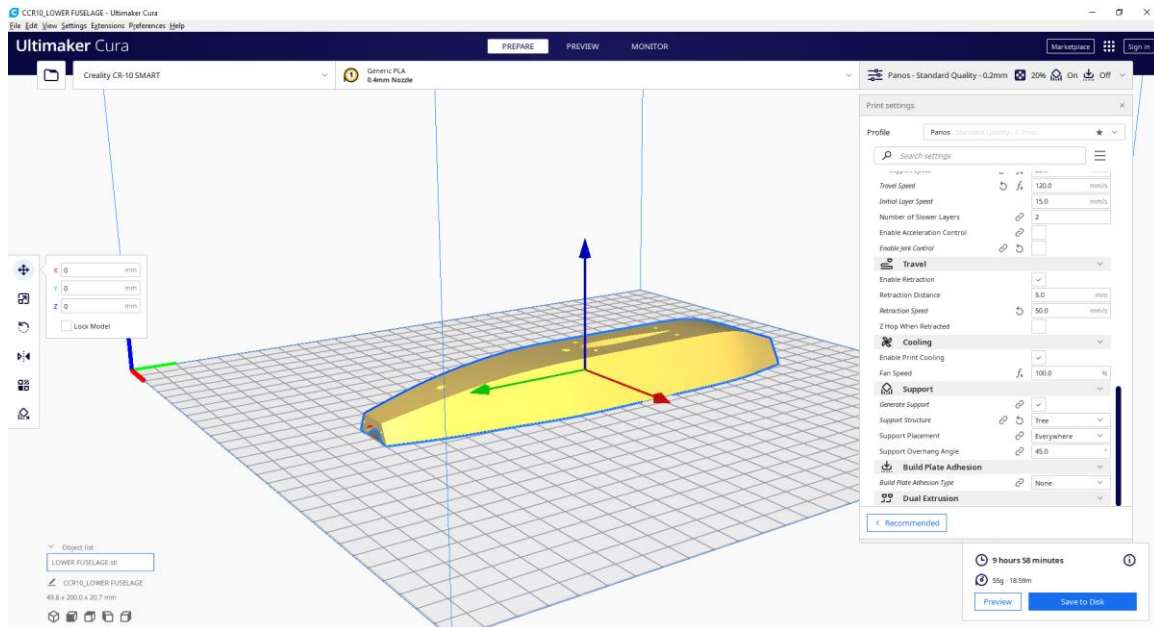 CCR10_LOWER FUSELAGE - Ultimaker Cura
File Edit View Settings Extensions Preferences Help
Ultimaker Cura
PREPARE PREVIEW MONITOR
Marketplace Sign in
Creality CR-10 SMART
1 Generic PLA
0.4mm Nozzle
Panos - Standard Quality - 0.2mm 20% On Off
Print settings
Profile Panos - Standard Quality - 0.2mm
Search settings
Travel Speed 120.0 mm/s
Initial Layer Speed 15.0 mm/s
Number of Slower Layers 2
Enable Acceleration Control
Enable Jerk Control
Travel
Enable Retraction
Retraction Distance 5.0 mm
Retraction Speed 50.0 mm/s
Z Hop When Retracted
Cooling
Enable Print Cooling
Fan Speed 100.0 %
Support
Generate Support
Support Structure Tree
Support Placement Everywhere
Support Overhang Angle 45.0 °
Build Plate Adhesion
Build Plate Adhesion Type None
Dual Extrusion
Recommended
X 0 mm
Y 0 mm
Z 0 mm
Lock Model
Object list
LOWER FUSELAGE.stl
CCR10_LOWER FUSELAGE
49.8 x 200.0 x 20.7 mm
9 hours 58 minutes
55g · 18.59m
Preview Save to Disk